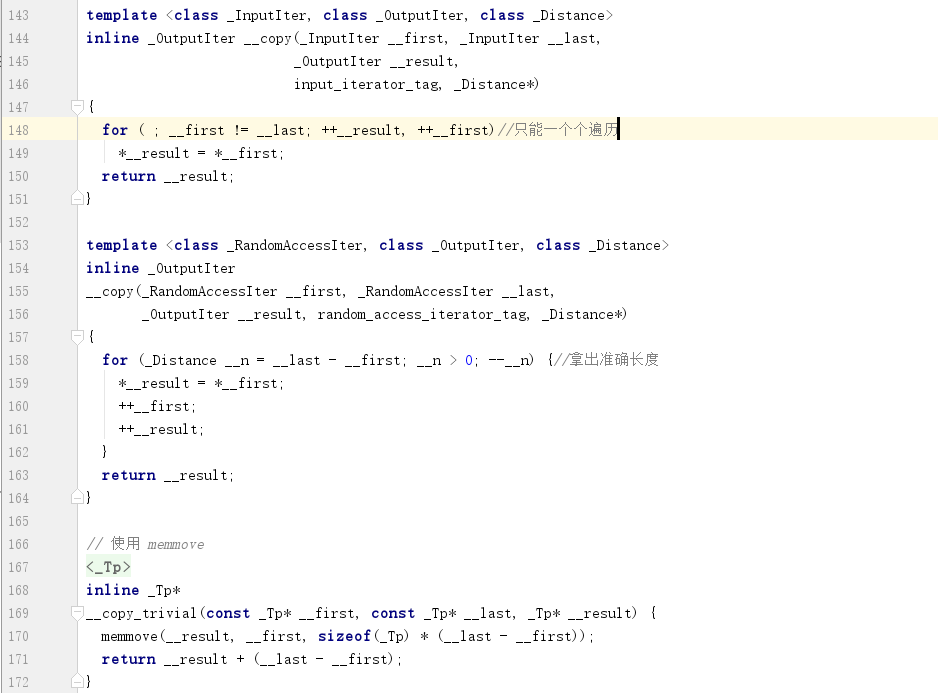 143 template <class _InputIter, class _OutputIter, class _Distance>
144 inline _OutputIter __copy(_InputIter __first, _InputIter __last,
145 _OutputIter __result,
146 input_iterator_tag, _Distance*)
147 {
148 for ( ; __first != __last; ++__result, ++__first)//只能一个个遍历
149 *__result = *__first;
150 return __result;
151 }
152
153 template <class _RandomAccessIter, class _OutputIter, class _Distance>
154 inline _OutputIter
155 __copy(_RandomAccessIter __first, _RandomAccessIter __last,
156 _OutputIter __result, random_access_iterator_tag, _Distance*)
157 {
158 for (_Distance __n = __last - __first; __n > 0; --__n) {//拿出准确长度
159 *__result = *__first;
160 ++__first;
161 ++__result;
162 }
163 return __result;
164 }
165
166 // 使用 memmove
167 <_Tp>
168 inline _Tp*
169 __copy_trivial(const _Tp* __first, const _Tp* __last, _Tp* __result) {
170 memmove(__result, __first, sizeof(_Tp) * (__last - __first));
171 return __result + (__last - __first);
172 }